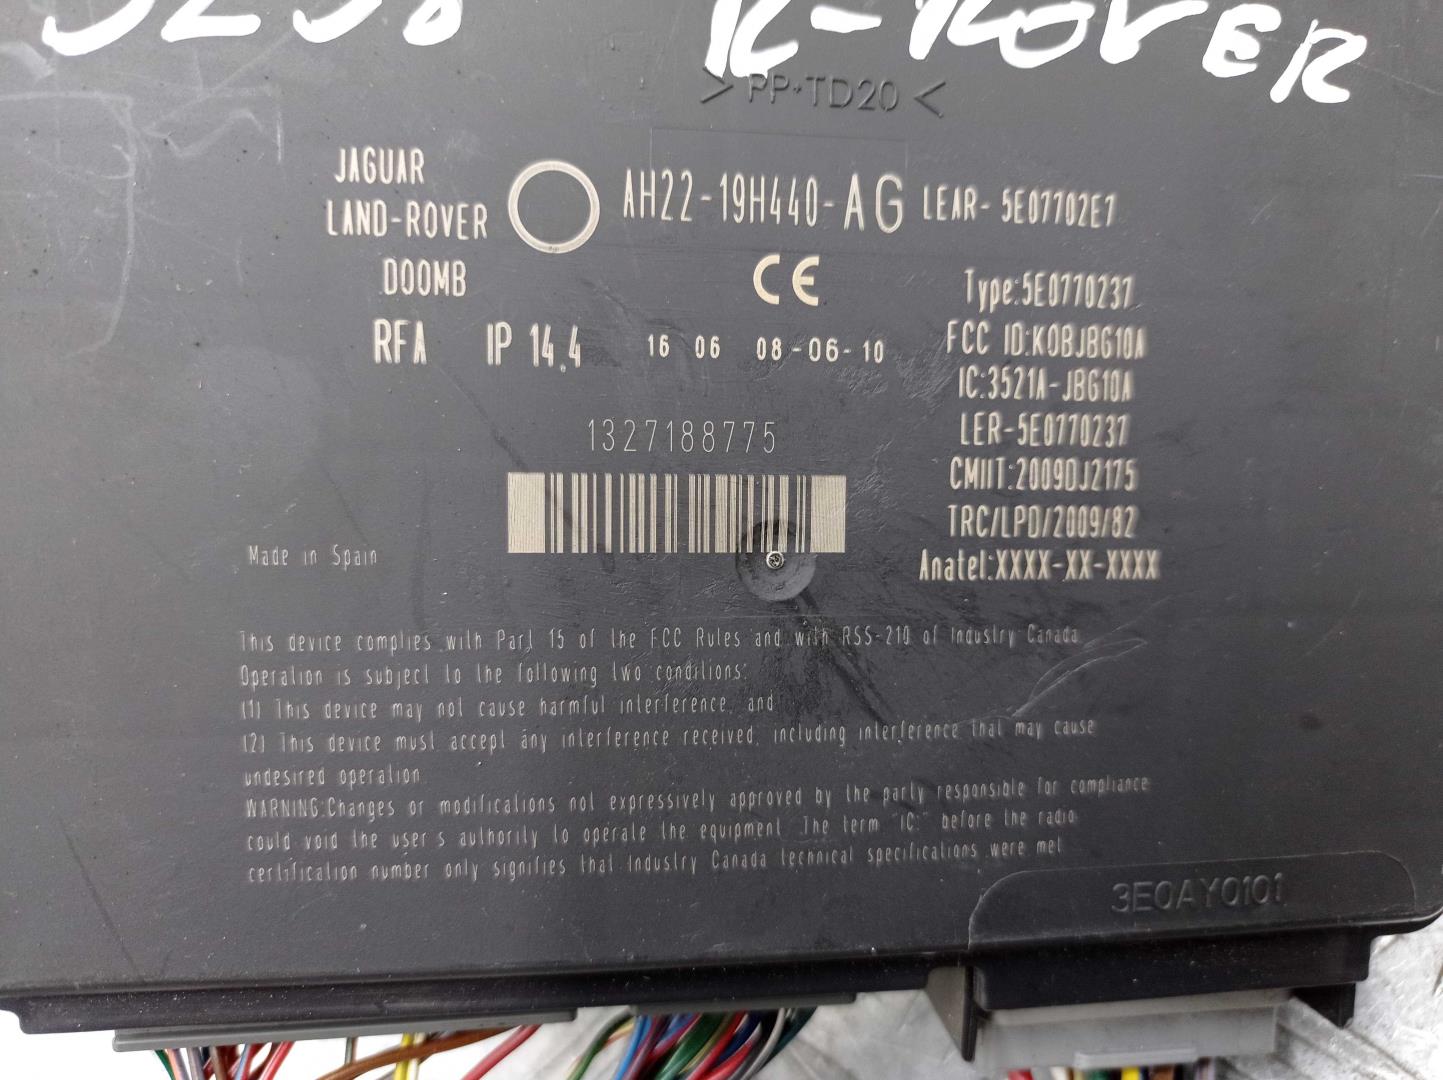 R-ROVER
> PP-TD20 <
JAGUAR
LAND-ROVER
AH22-19H440-AG LEAR-5E07702E7
D00MB
CE
Type:5E0770237
RFA IP 14.4 16 06 08-06-10
FCC ID:KOBJBG10A
IC:3521A-JBG10A
1327188775
LER-5E0770237
CMIIT:2009DJ2175
TRC/LPD/2009/82
Made in Spain
Anatel:XXXX-XX-XXXX
This device complies with Part 15 of the FCC Rules and with RSS-210 of Industry Canada
Operation is subject to the following two conditions:
(1) This device may not cause harmful interference, and
(2) This device must accept any interference received, including interference that may cause
undesired operation
WARNING:Changes or modifications not expressively approved by the party responsible for compliance
could void the user s authority to operate the equipment The term "IC:" before the radio
certification number only signifies that Industry Canada technical specifications were met
3E0AY0101